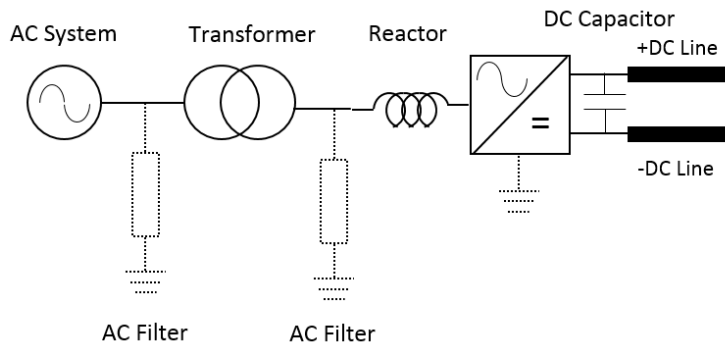 AC System
Transformer
Reactor
DC Capacitor
+DC Line
=
-DC Line
AC Filter
AC Filter